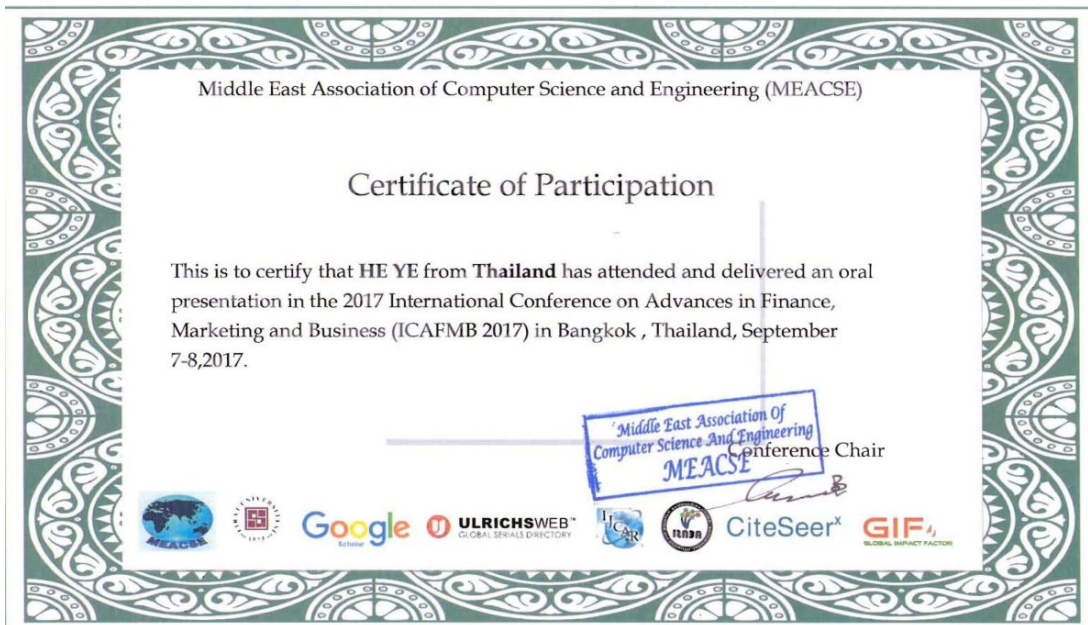 Middle East Association of Computer Science and Engineering (MEACSE)
Certificate of Participation
This is to certify that HE YE from Thailand has attended and delivered an oral
presentation in the 2017 International Conference on Advances in Finance,
Marketing and Business (ICAFMB 2017) in Bangkok , Thailand, September
7-8,2017.
Middle East Association Of
Computer Science And Engineering
MEACSE
Conference Chair
MEACSE
Google
Scholar
ULRICHSWEB™
GLOBAL SERIALS DIRECTORY
IJCAR
CiteSeerx
GIF
GLOBAL IMPACT FACTOR